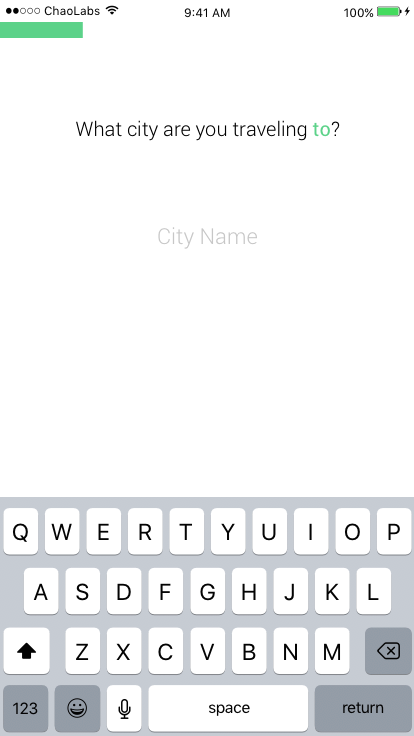 ChaoLabs 9:41 AM 100%
What city are you traveling to?
City Name
Q W E R T Y U I O P
A S D F G H J K L
Z X C V B N M
123 space return